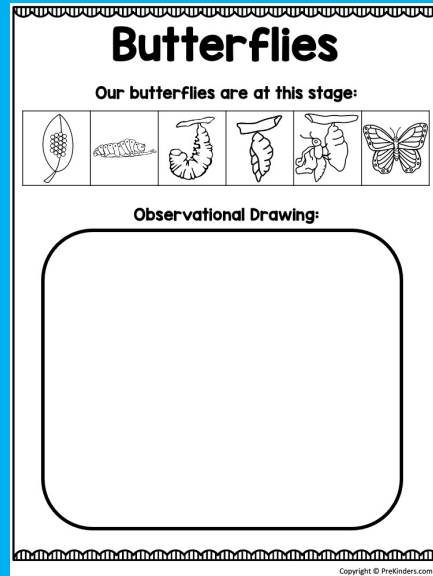 Butterflies
Our butterflies are at this stage:
Observational Drawing:
Copyright © PreKinders.com